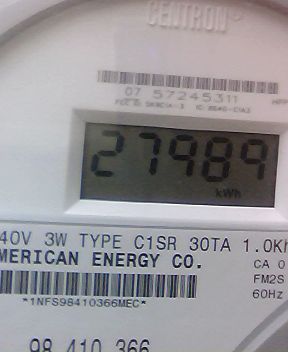 CENTRON
07 57245311
27989
kWh
40V 3W TYPE C1SR 30TA 1.0Kh
MERICAN ENERGY CO.
CA 0
FM2S
60Hz
*1NFS98410366MEC*
98 410 366